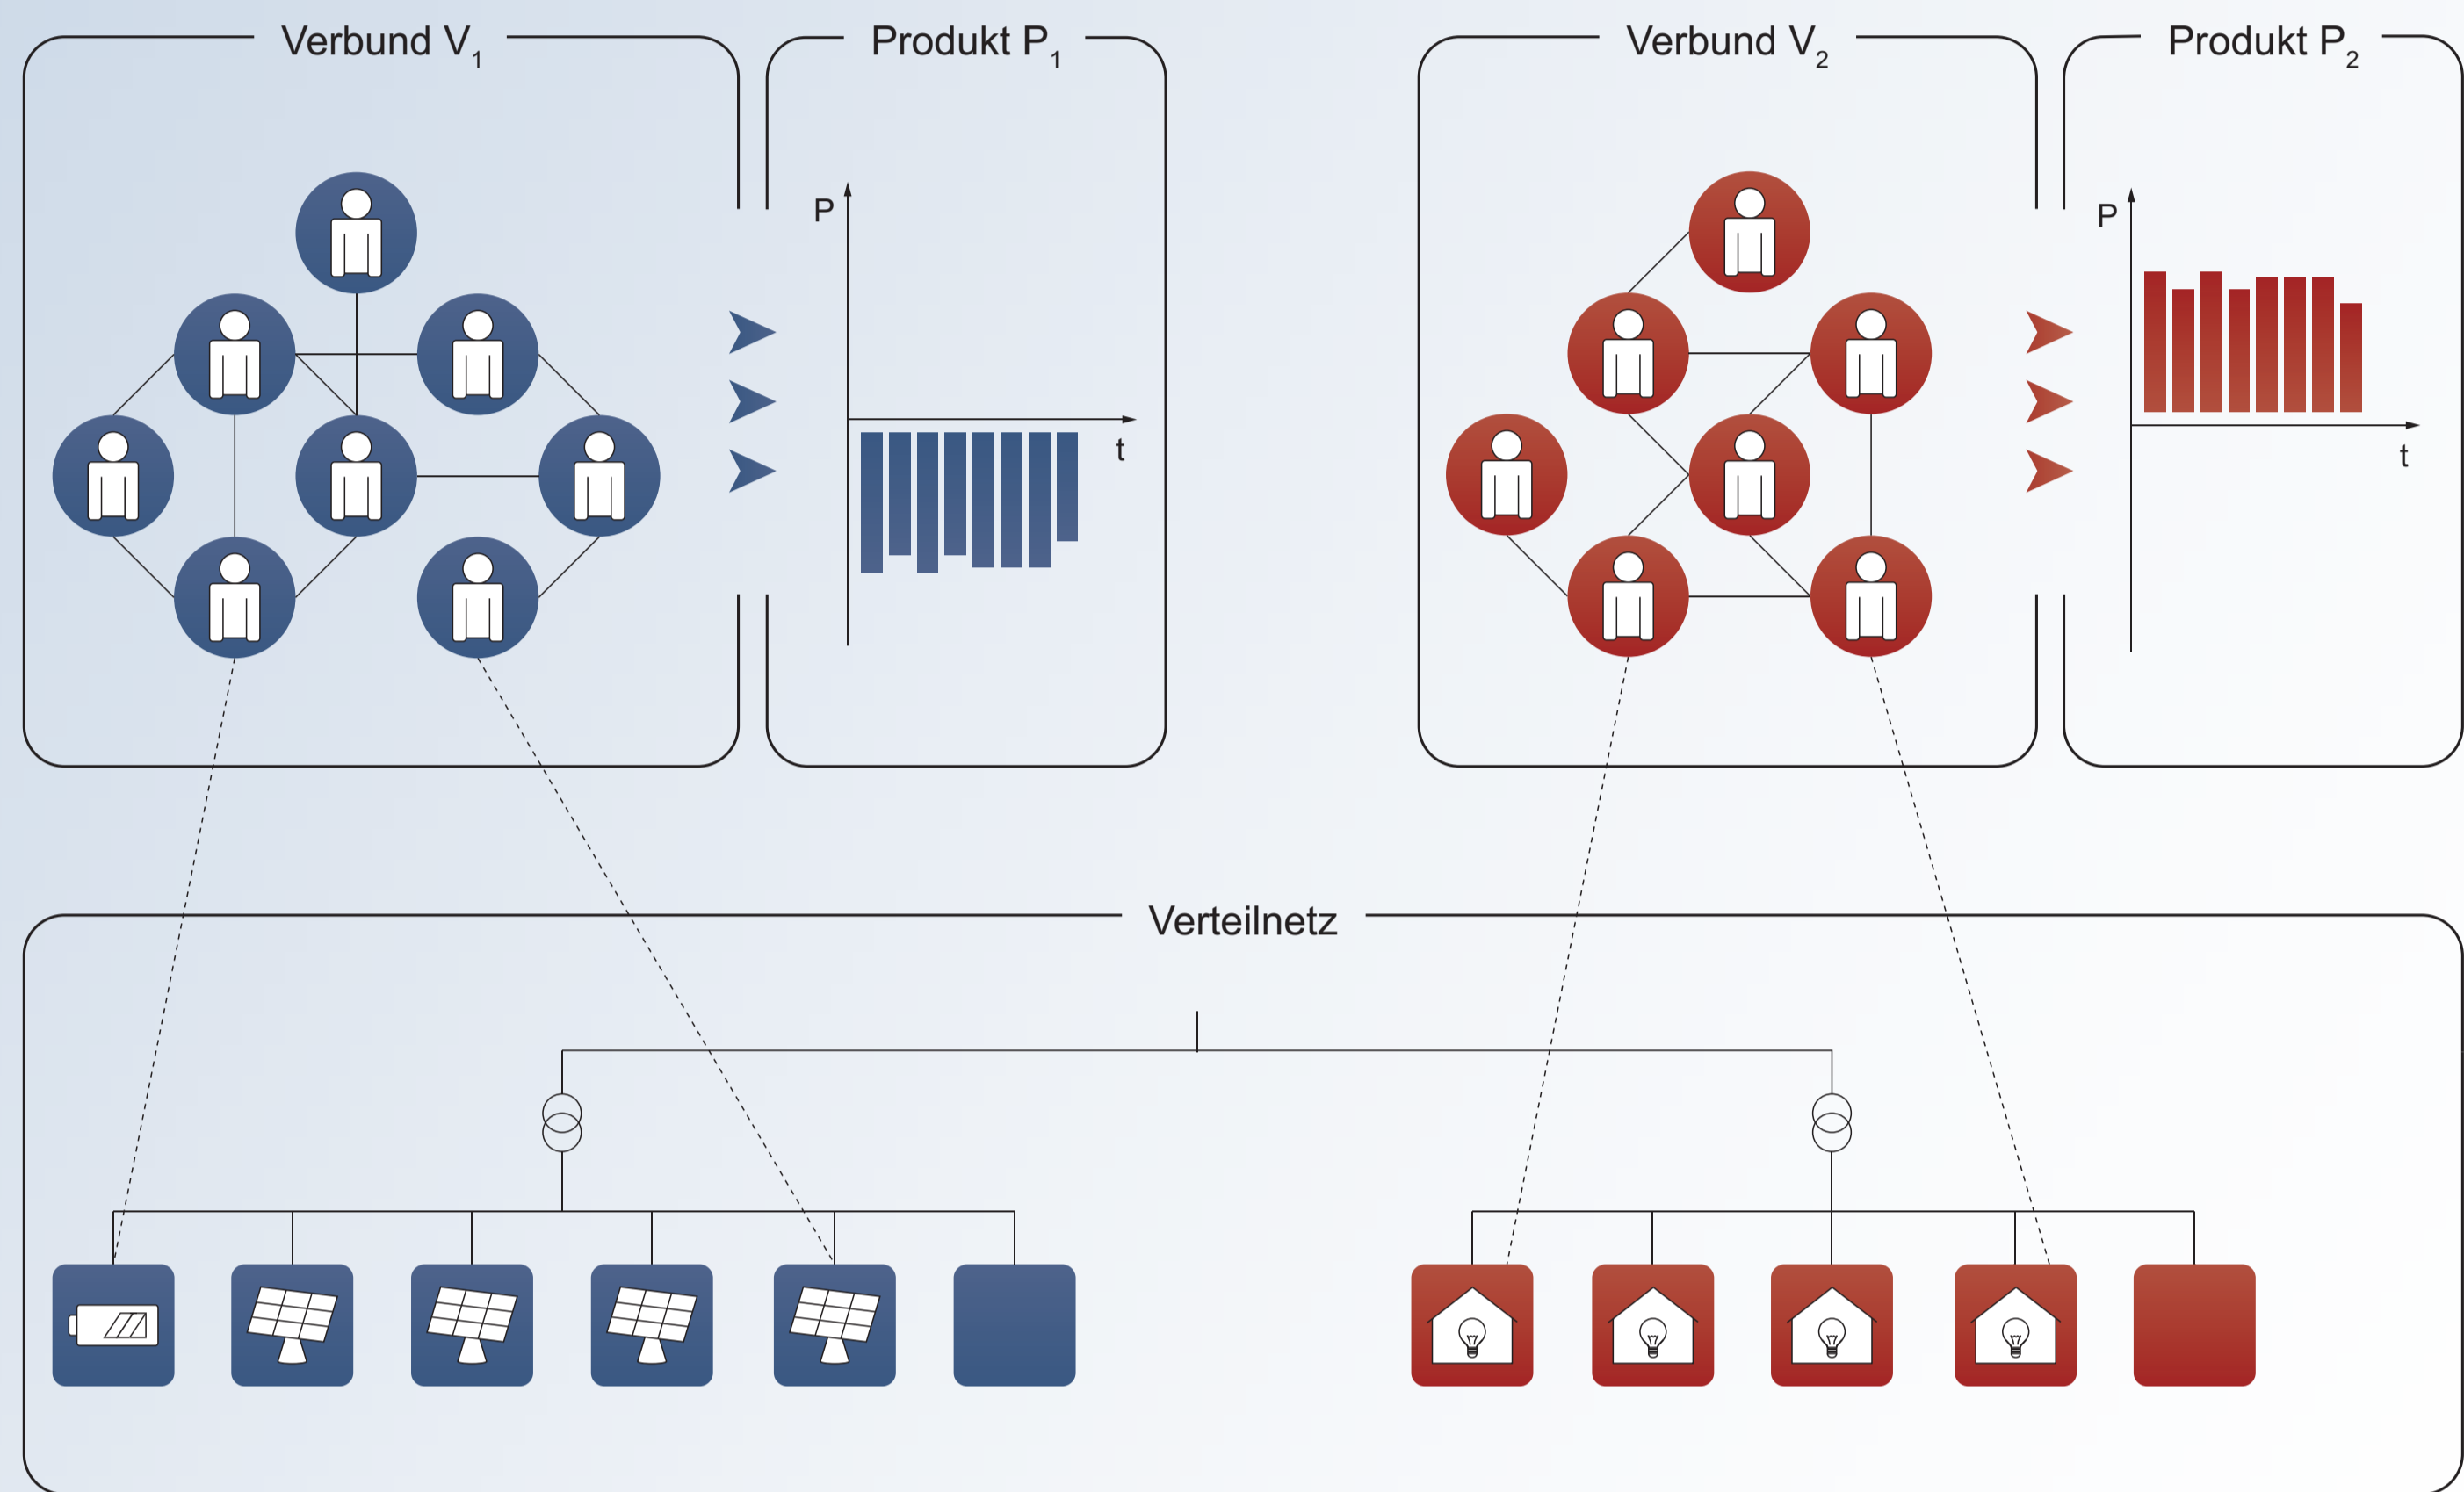 Verbund V1
Produkt P1
Verbund V2
Produkt P2
P
t
P
t
Verteilnetz